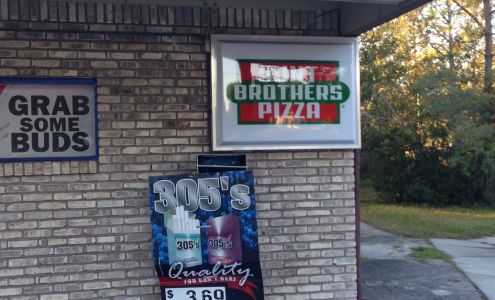 GRAB
SOME
BUDS
BROTHERS
PIZZA
305's
305's
305's
Quality
YOU CAN'T BEAT
$ 3.69